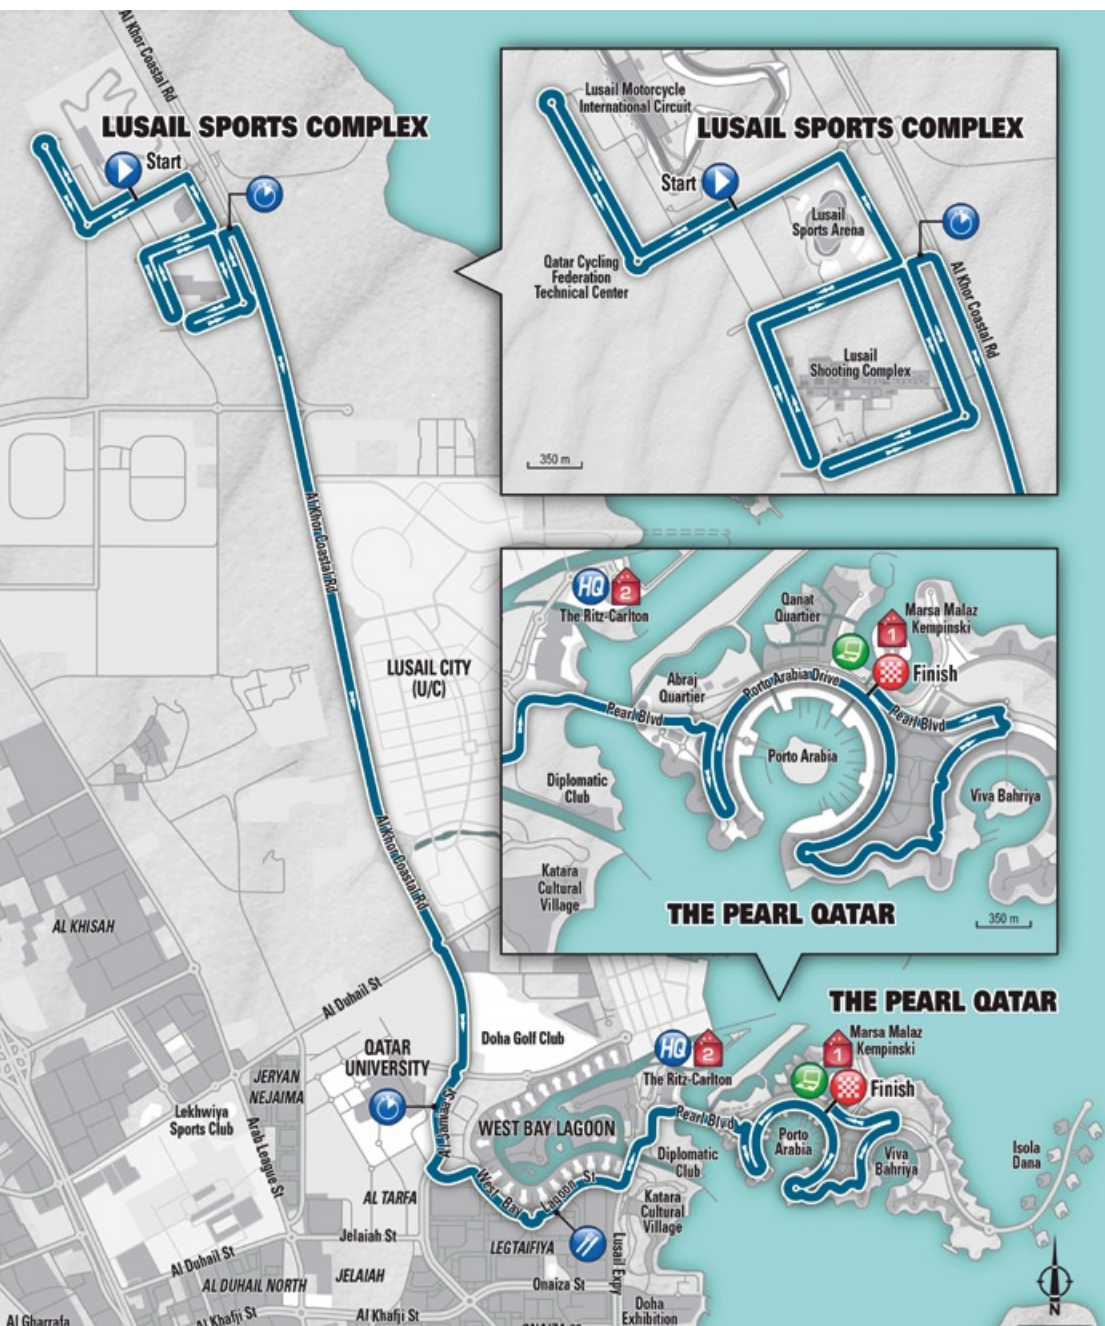 Al Khor Coastal Rd
LUSAIL SPORTS COMPLEX
Start
Lusail Motorcycle
International Circuit
LUSAIL SPORTS COMPLEX
Start
Lusail
Sports Arena
Qatar Cycling
Federation
Technical Center
Al Khor Coastal Rd
Lusail
Shooting Complex
350 m
Al Khor Coastal Rd
LUSAIL CITY
(U/C)
Al Khor Coastal Rd
HQ
2
The Ritz-Carlton
Qanat
Quartier
1
Marsa Malaz
Kempinski
Finish
Abraj
Quartier
Porto Arabia Drive
Pearl Blvd
Pearl Blvd
Porto Arabia
Diplomatic
Club
Viva Bahriya
Katara
Cultural
Village
THE PEARL QATAR
350 m
AL KHISAH
Al Duhail St
THE PEARL QATAR
QATAR
UNIVERSITY
Doha Golf Club
HQ
2
The Ritz-Carlton
1
Marsa Malaz
Kempinski
Finish
JERYAN
NEJAIMA
Lekhwiya
Sports Club
Arab League St
Al Jamiaa St
WEST BAY LAGOON
Pearl Blvd
Porto
Arabia
Viva
Bahriya
Isola
Dana
Diplomatic
Club
West Bay Lagoon St
AL TARFA
Katara
Cultural
Village
Jelaiah St
LEGTAIFIYA
Lusail Expy
Al Duhail St
AL DUHAIL NORTH
JELAIAH
Onaiza St
N
Al Gharrafa
Al Khafji St
Al Khafji St
Doha
Exhibition